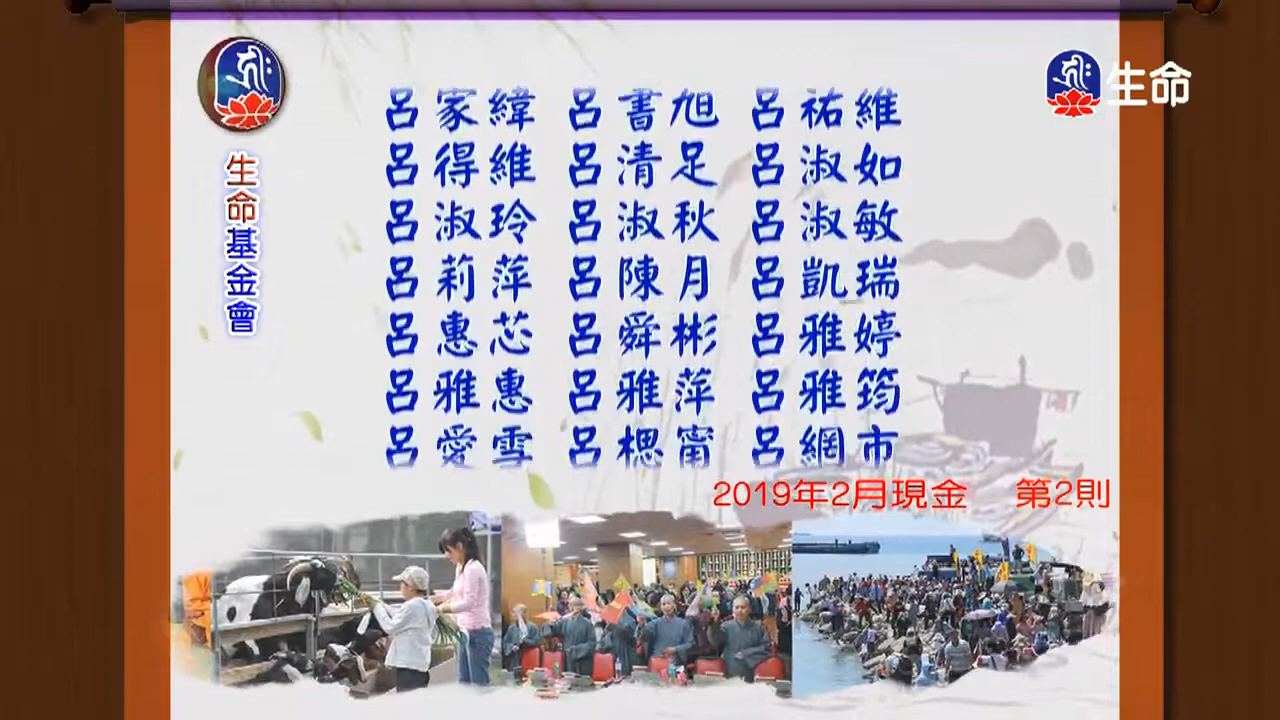 生命
生命基金會
呂家緯 呂書旭 呂祐維
呂得維 呂清足 呂淑如
呂淑玲 呂淑秋 呂淑敏
呂莉萍 呂陳月 呂凱瑞
呂惠芯 呂舜彬 呂雅婷
呂雅惠 呂雅萍 呂雅筠
呂愛雪 呂楒甯 呂網市
2019年2月現金 第2則